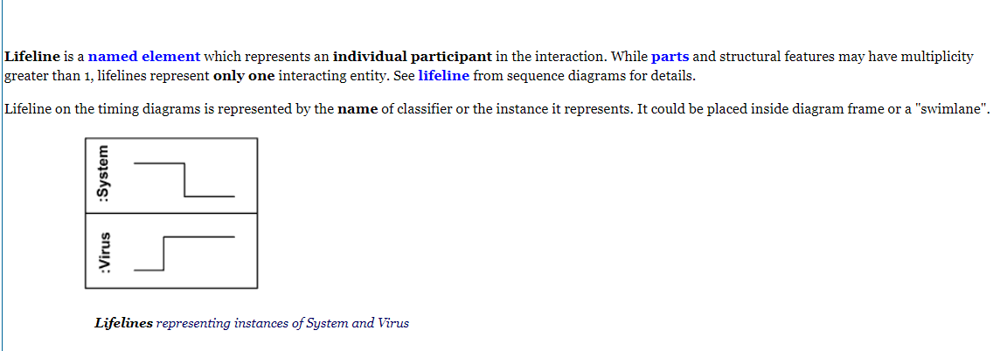 Lifeline is a named element which represents an individual participant in the interaction. While parts and structural features may have multiplicity
greater than 1, lifelines represent only one interacting entity. See lifeline from sequence diagrams for details.
Lifeline on the timing diagrams is represented by the name of classifier or the instance it represents. It could be placed inside diagram frame or a "swimlane".
:System
:Virus
Lifelines representing instances of System and Virus